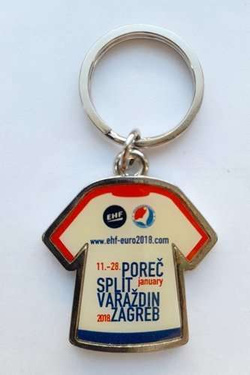 EHF
www.ehf-euro2018.com
11.-28. POREČ
SPLIT january
VARAŽDIN
2018. ZAGREB